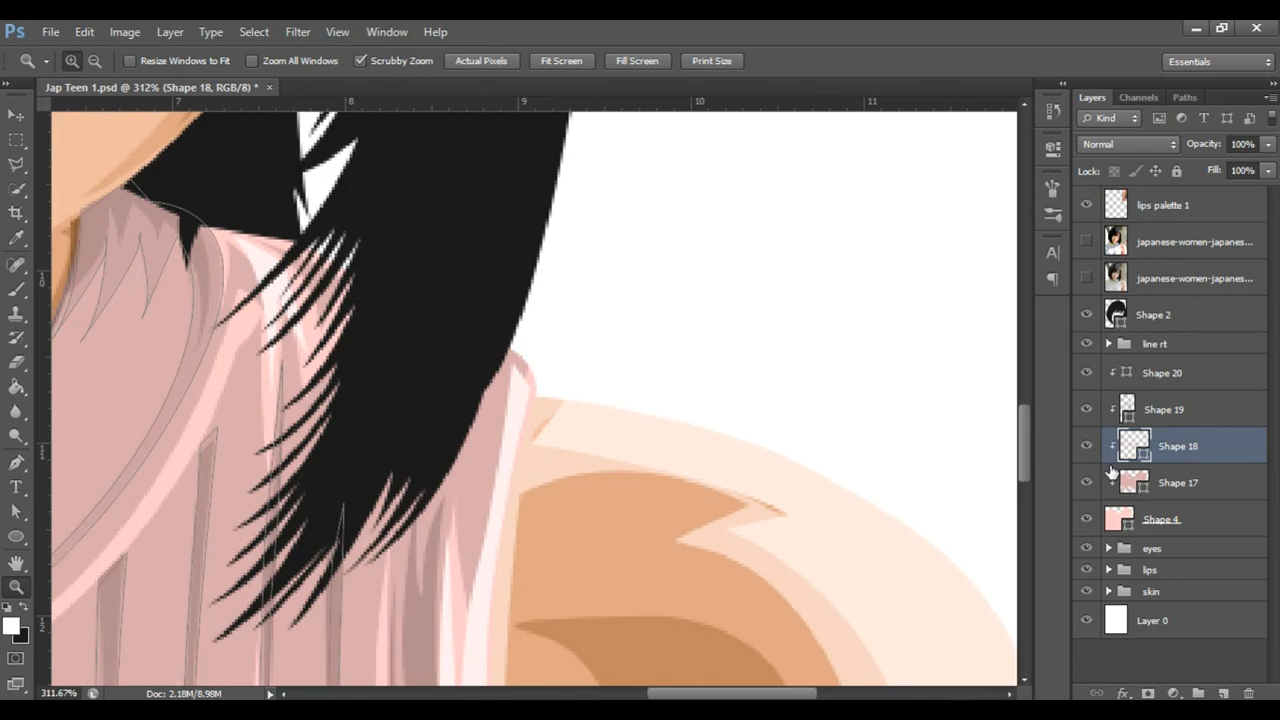 Ps File Edit Image Layer Type Select Filter View Window Help
Resize Windows to Fit Zoom All Windows Scrubby Zoom Actual Pixels Fit Screen Fill Screen Print Size Essentials
Jap Teen 1.psd @ 312% (Shape 18, RGB/8) * ×
7 8 9 10 11
Layers Channels Paths
Kind
Normal Opacity: 100%
Lock: Fill: 100%
lips palette 1
japanese-women-japanes...
japanese-women-japanes...
Shape 2
line rt
Shape 20
Shape 19
Shape 18
Shape 17
Shape 4
eyes
lips
skin
Layer 0
10
11
12
311.67% Doc: 2.18M/8.98M